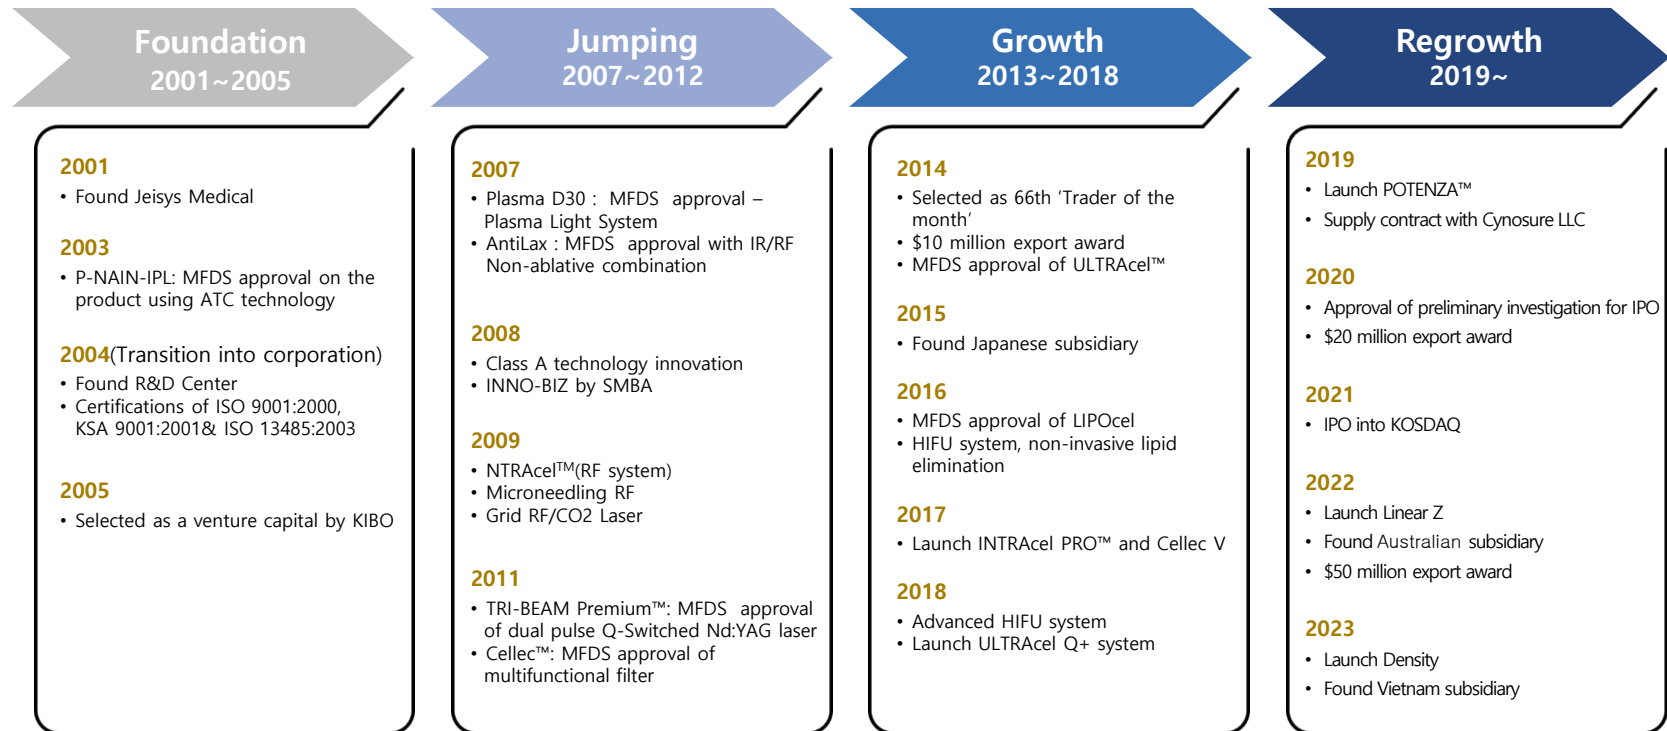 Foundation
2001~2005
2001
• Found Jeisys Medical
2003
• P-NAIN-IPL: MFDS approval on the
product using ATC technology
2004(Transition into corporation)
• Found R&D Center
• Certifications of ISO 9001:2000,
KSA 9001:2001& ISO 13485:2003
2005
• Selected as a venture capital by KIBO
Jumping
2007~2012
2007
• Plasma D30 : MFDS approval –
Plasma Light System
• AntiLax : MFDS approval with IR/RF
Non-ablative combination
2008
• Class A technology innovation
• INNO-BIZ by SMBA
2009
• NTRAcel™(RF system)
• Microneedling RF
• Grid RF/CO2 Laser
2011
• TRI-BEAM Premium™: MFDS approval
of dual pulse Q-Switched Nd:YAG laser
• Cellec™: MFDS approval of
multifunctional filter
Growth
2013~2018
2014
• Selected as 66th ‘Trader of the
month’
• $10 million export award
• MFDS approval of ULTRAcel™
2015
• Found Japanese subsidiary
2016
• MFDS approval of LIPOcel
• HIFU system, non-invasive lipid
elimination
2017
• Launch INTRAcel PRO™ and Cellec V
2018
• Advanced HIFU system
• Launch ULTRAcel Q+ system
Regrowth
2019~
2019
• Launch POTENZA™
• Supply contract with Cynosure LLC
2020
• Approval of preliminary investigation for IPO
• $20 million export award
2021
• IPO into KOSDAQ
2022
• Launch Linear Z
• Found Australian subsidiary
• $50 million export award
2023
• Launch Density
• Found Vietnam subsidiary